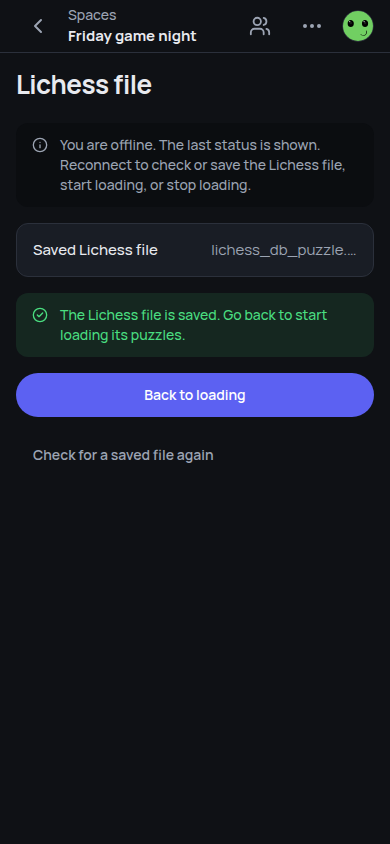 Spaces
Friday game night
Lichess file
You are offline. The last status is shown.
Reconnect to check or save the Lichess file,
start loading, or stop loading.
Saved Lichess file lichess_db_puzzle....
The Lichess file is saved. Go back to start
loading its puzzles.
Back to loading
Check for a saved file again